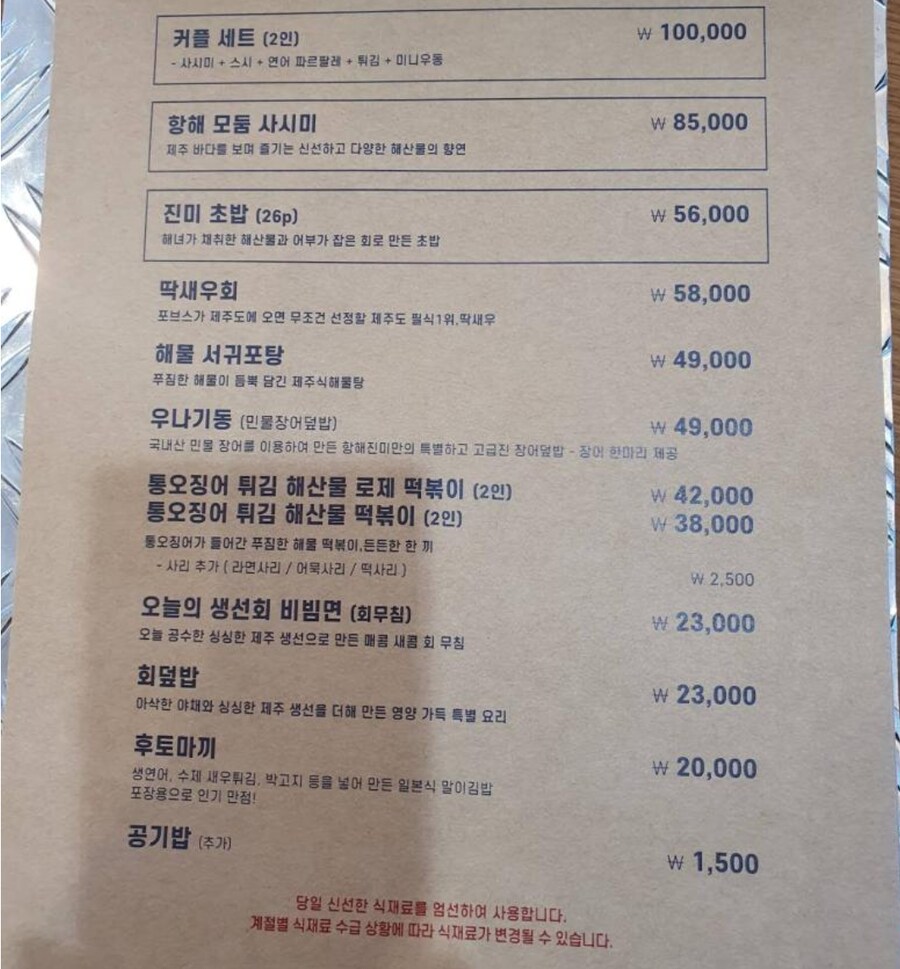 커플 세트 (2인) ₩ 100,000
- 사시미 + 스시 + 연어 파르팔레 + 튀김 + 미니우동
항해 모둠 사시미 ₩ 85,000
제주 바다를 보며 즐기는 신선하고 다양한 해산물의 향연
진미 초밥 (26p) ₩ 56,000
해녀가 채취한 해산물과 어부가 잡은 회로 만든 초밥
딱새우회 ₩ 58,000
포브스가 제주도에 오면 무조건 선정할 제주도 필식1위,딱새우
해물 서귀포탕 ₩ 49,000
푸짐한 해물이 듬뿍 담긴 제주식해물탕
우나기동 (민물장어덮밥) ₩ 49,000
국내산 민물 장어를 이용하여 만든 항해진미만의 특별하고 고급진 장어덮밥 - 장어 한마리 제공
통오징어 튀김 해산물 로제 떡볶이 (2인) ₩ 42,000
통오징어 튀김 해산물 떡볶이 (2인) ₩ 38,000
통오징어가 들어간 푸짐한 해물 떡볶이,든든한 한 끼
- 사리 추가 ( 라면사리 / 어묵사리 / 떡사리 ) ₩ 2,500
오늘의 생선회 비빔면 (회무침) ₩ 23,000
오늘 공수한 싱싱한 제주 생선으로 만든 매콤 새콤 회 무침
회덮밥 ₩ 23,000
아삭한 야채와 싱싱한 제주 생선을 더해 만든 영양 가득 특별 요리
후토마끼 ₩ 20,000
생연어, 수제 새우튀김, 박고지 등을 넣어 만든 일본식 말이김밥
포장용으로 인기 만점!
공기밥 (추가) ₩ 1,500
당일 신선한 식재료를 엄선하여 사용합니다.
계절별 식재료 수급 상황에 따라 식재료가 변경될 수 있습니다.